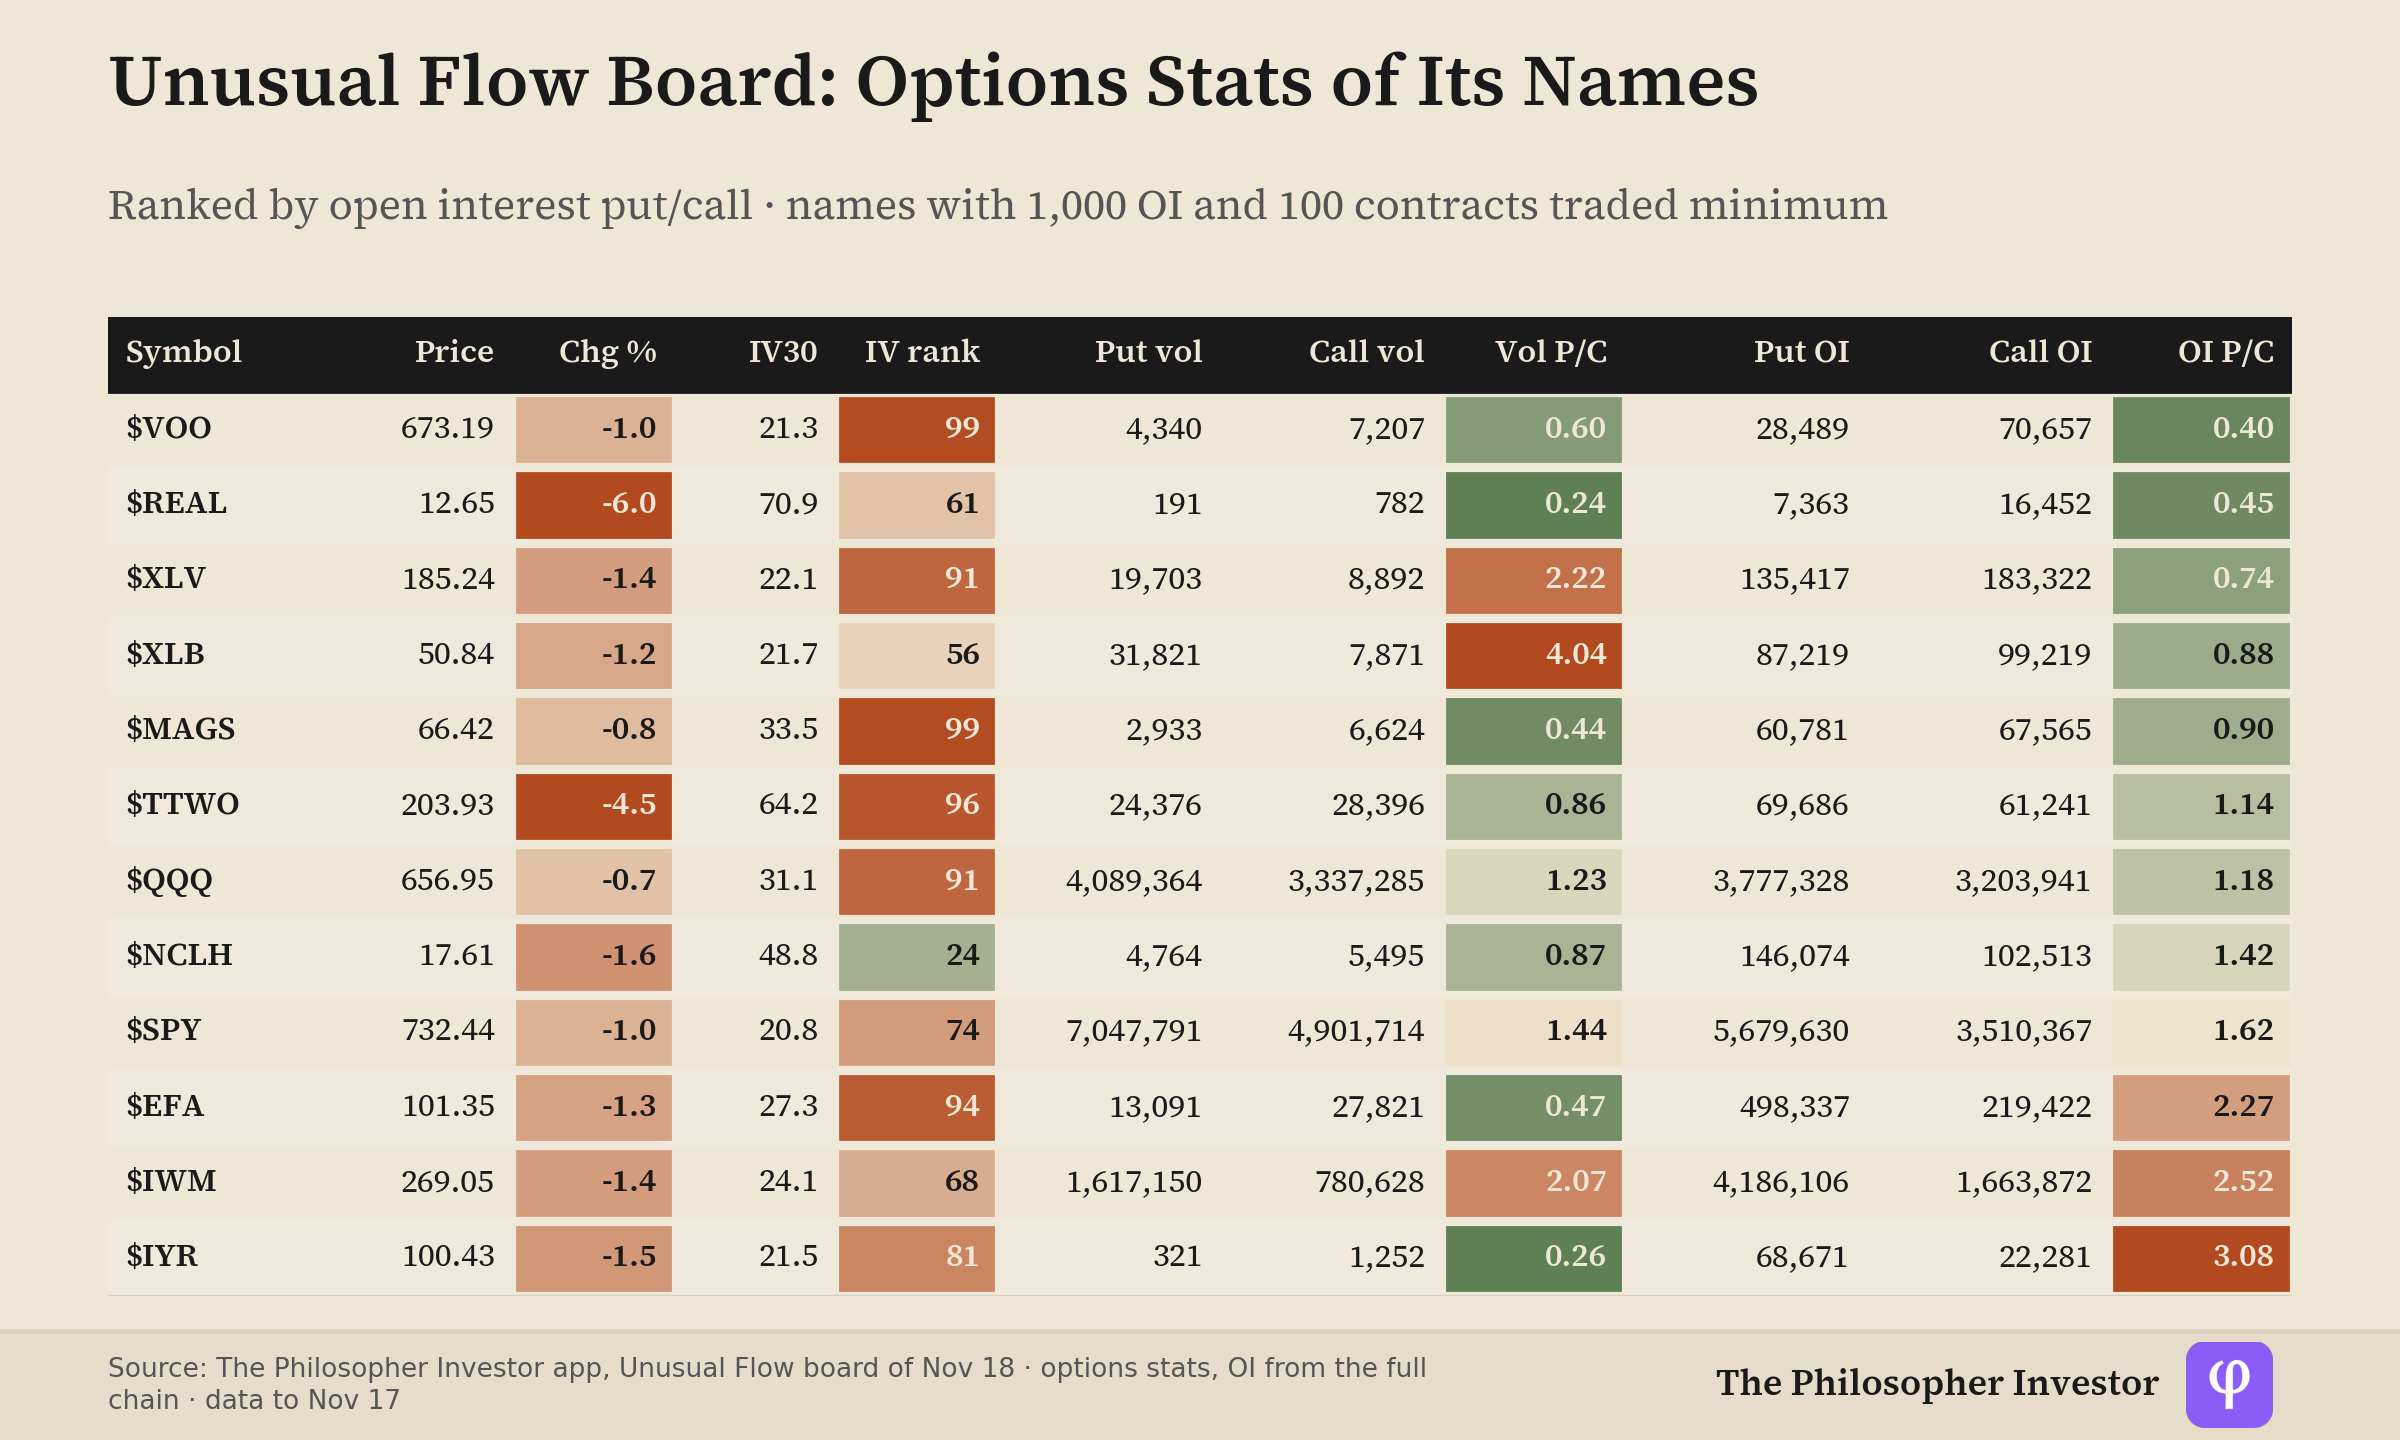 Unusual Flow Board: Options Stats of Its Names
Ranked by open interest put/call · names with 1,000 OI and 100 contracts traded minimum
Symbol Price Chg % IV30 IV rank Put vol Call vol Vol P/C Put OI Call OI OI P/C
$VOO 673.19 -1.0 21.3 99 4,340 7,207 0.60 28,489 70,657 0.40
$REAL 12.65 -6.0 70.9 61 191 782 0.24 7,363 16,452 0.45
$XLV 185.24 -1.4 22.1 91 19,703 8,892 2.22 135,417 183,322 0.74
$XLB 50.84 -1.2 21.7 56 31,821 7,871 4.04 87,219 99,219 0.88
$MAGS 66.42 -0.8 33.5 99 2,933 6,624 0.44 60,781 67,565 0.90
$TTWO 203.93 -4.5 64.2 96 24,376 28,396 0.86 69,686 61,241 1.14
$QQQ 656.95 -0.7 31.1 91 4,089,364 3,337,285 1.23 3,777,328 3,203,941 1.18
$NCLH 17.61 -1.6 48.8 24 4,764 5,495 0.87 146,074 102,513 1.42
$SPY 732.44 -1.0 20.8 74 7,047,791 4,901,714 1.44 5,679,630 3,510,367 1.62
$EFA 101.35 -1.3 27.3 94 13,091 27,821 0.47 498,337 219,422 2.27
$IWM 269.05 -1.4 24.1 68 1,617,150 780,628 2.07 4,186,106 1,663,872 2.52
$IYR 100.43 -1.5 21.5 81 321 1,252 0.26 68,671 22,281 3.08
Source: The Philosopher Investor app, Unusual Flow board of Nov 18 · options stats, OI from the full
chain · data to Nov 17
The Philosopher Investor φ